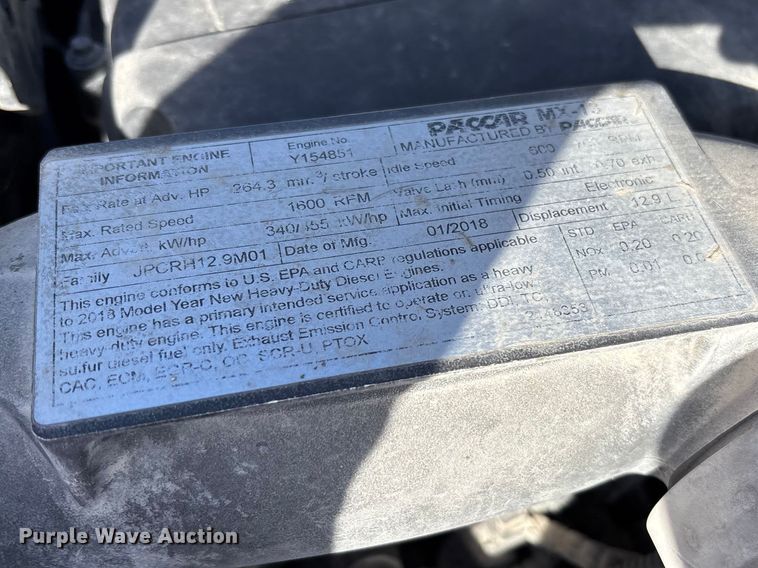 IMPORTANT ENGINE INFORMATION
Engine No.
Y154851
PACCAR MX-13
MANUFACTURED BY PACCAR
Fuel Rate at Adv. HP 264.3 mm³/stroke
Idle Speed 600
Max. Rated Speed 1600 RPM
Valve Lash (mm) 0.50 int. 0.70 exh
Max. Adv. kW/hp 340/455 kW/hp
Max. Initial Timing Electronic
Family JPCRH12.9M01
Date of Mfg. 01/2018
Displacement 12.9 L
This engine conforms to U.S. EPA and CARB regulations applicable
to 2018 Model Year New Heavy-Duty Diesel Engines.
This engine has a primary intended service application as a heavy
heavy-duty engine. This engine is certified to operate on ultra-low
sulfur diesel fuel only. Exhaust Emission Control System: DDI, TC,
CAC, ECM, EGR-C, OC, SCR-U, PTOX
STD EPA CARB
NOx 0.20 0.20
PM 0.01
Purple Wave Auction